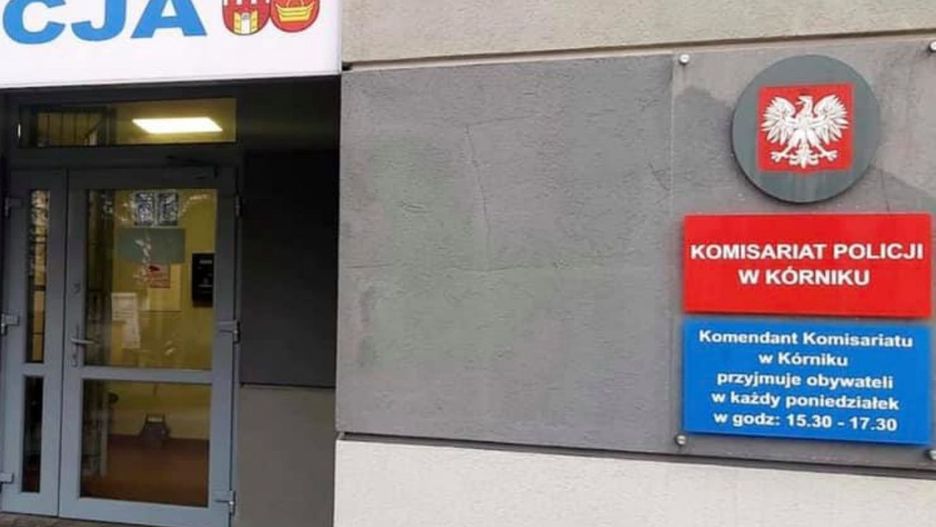 CJA
KOMISARIAT POLICJI
W KÓRNIKU
Komendant Komisariatu
w Kórniku
przyjmuje obywateli
w każdy poniedziałek
w godz: 15.30 - 17.30